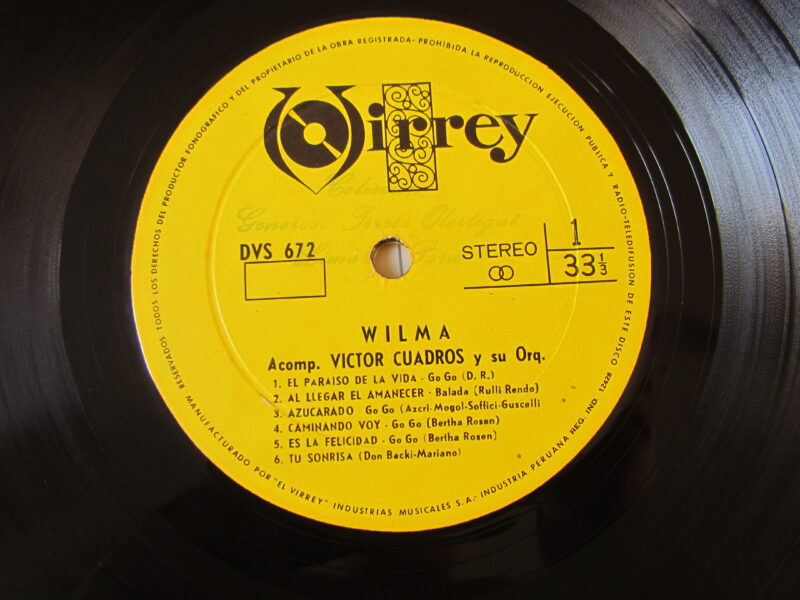 RESERVADOS TODOS LOS DERECHOS DEL PRODUCTOR FONOGRAFICO Y DEL PROPIETARIO DE LA OBRA REGISTRADA- PROHIBIDA LA REPRODUCCION EJECUCION PUBLICA Y RADIO-TELEDIFUSION DE ESTE DISCO
Virrey
Generoso
DVS 672
STEREO
1
33 1/3
WILMA
Acomp. VICTOR CUADROS y su Orq.
1. EL PARAISO DE LA VIDA - Go Go (D. R.)
2. AL LLEGAR EL AMANECER - Balada (Rulli Rendo)
3. AZUCARADO - Go Go (Azcri-Mogol-Soffici-Guscelli
4. CAMINANDO VOY - Go Go (Bertha Rosen)
5. ES LA FELICIDAD - Go Go (Bertha Rosen)
6. TU SONRISA (Don Backi-Mariano)
MANUFACTURADO POR "EL VIRREY" INDUSTRIAS MUSICALES S.A.- INDUSTRIA PERUANA REG. IND. 12428